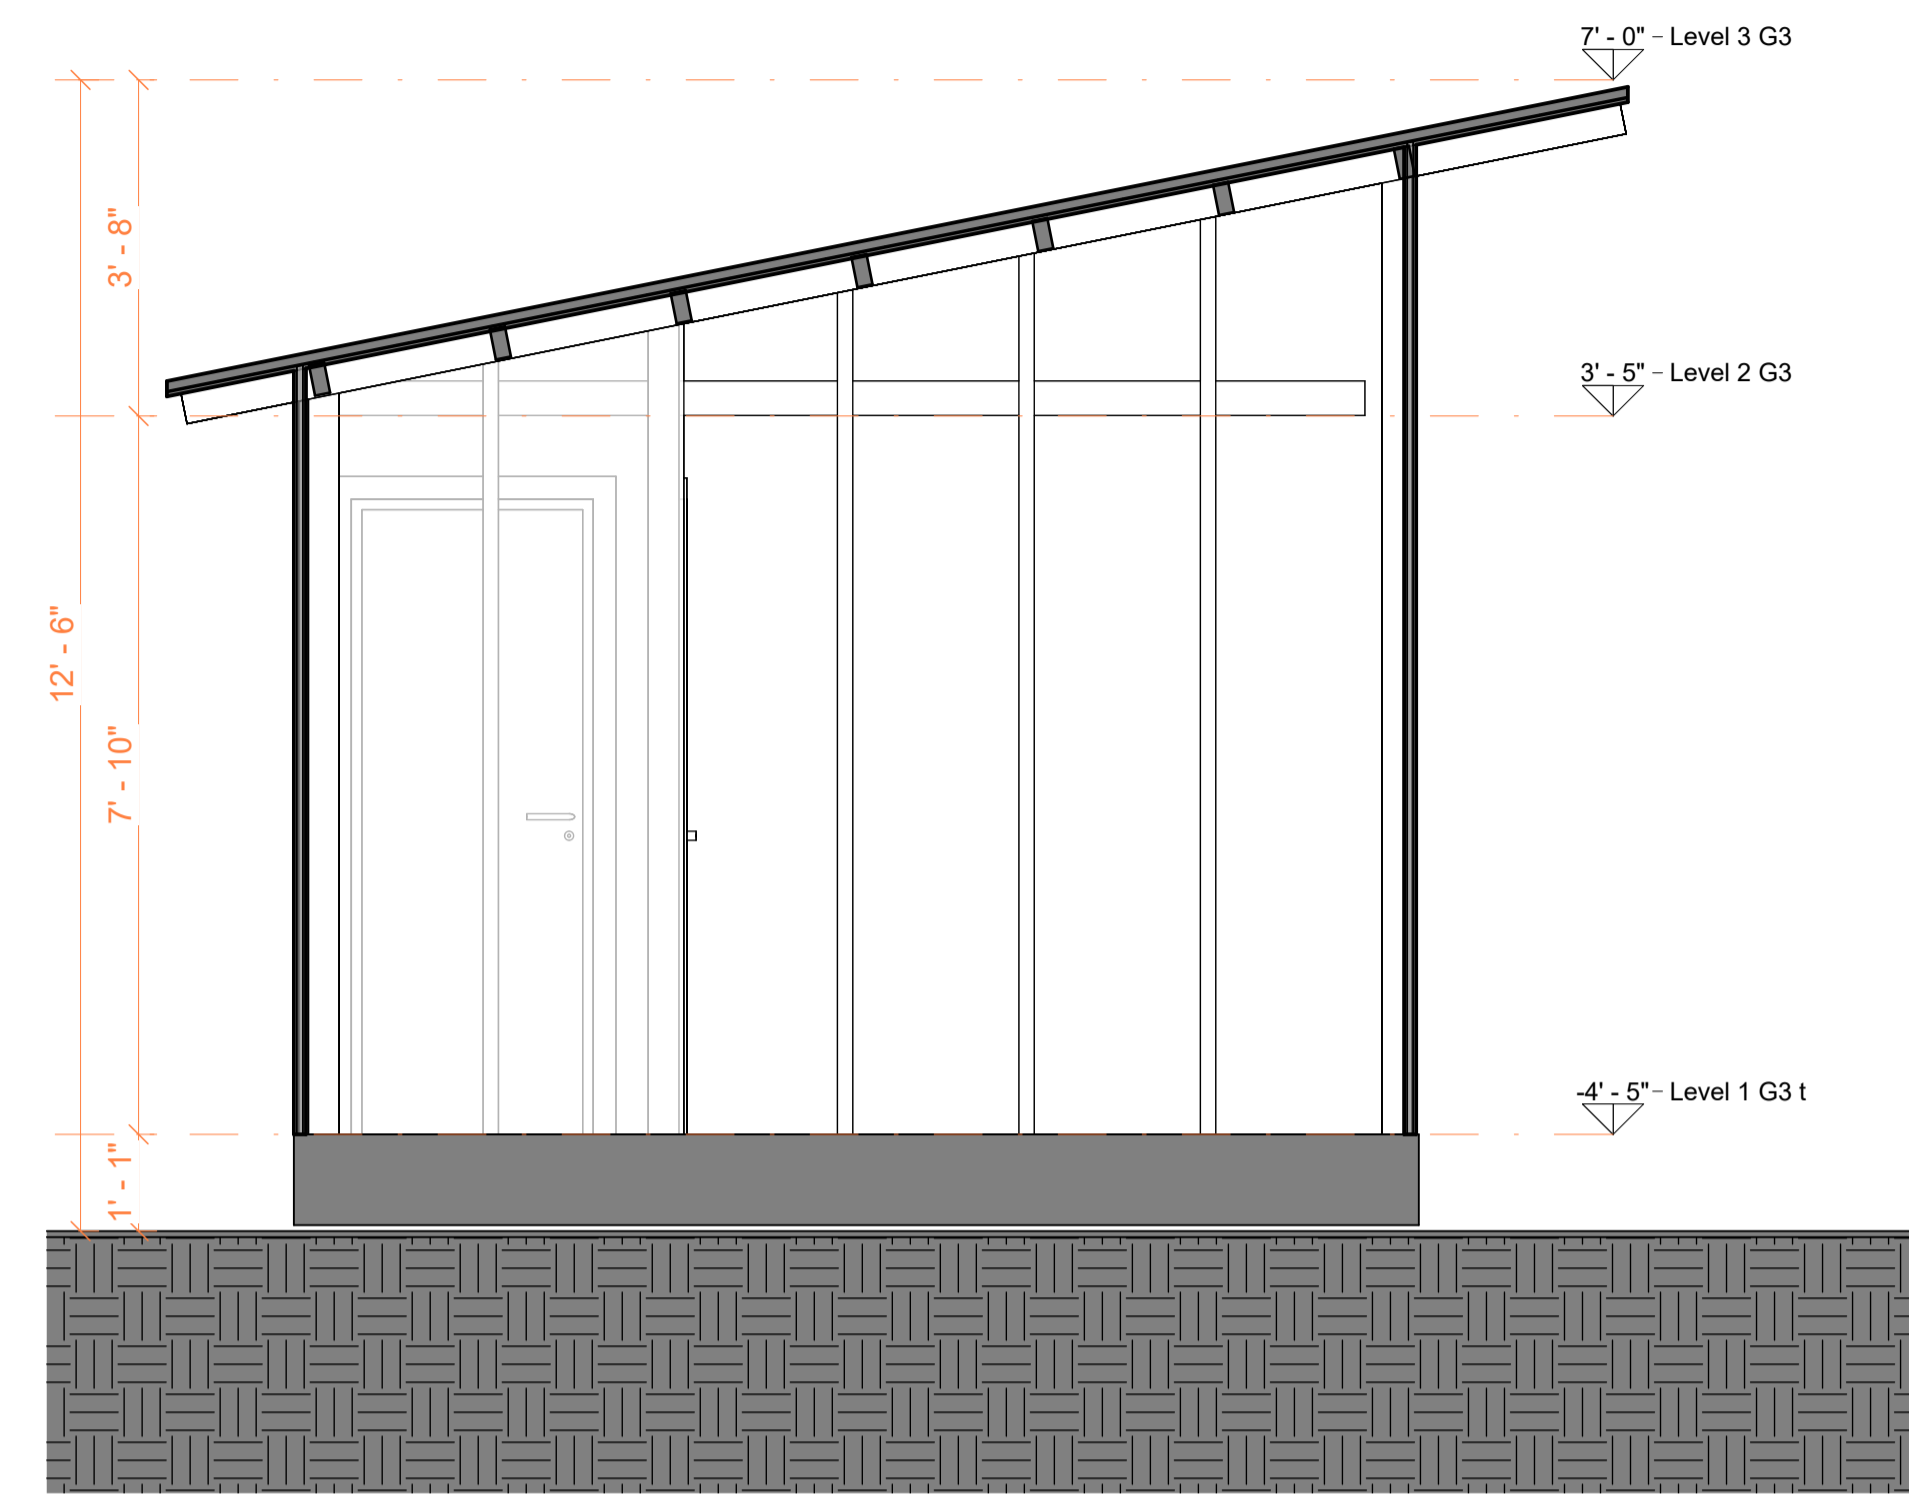 7' - 0" – Level 3 G3
3' - 8"
3' - 5" – Level 2 G3
12' - 6"
7' - 10"
-4' - 5" – Level 1 G3 t
1' - 1"